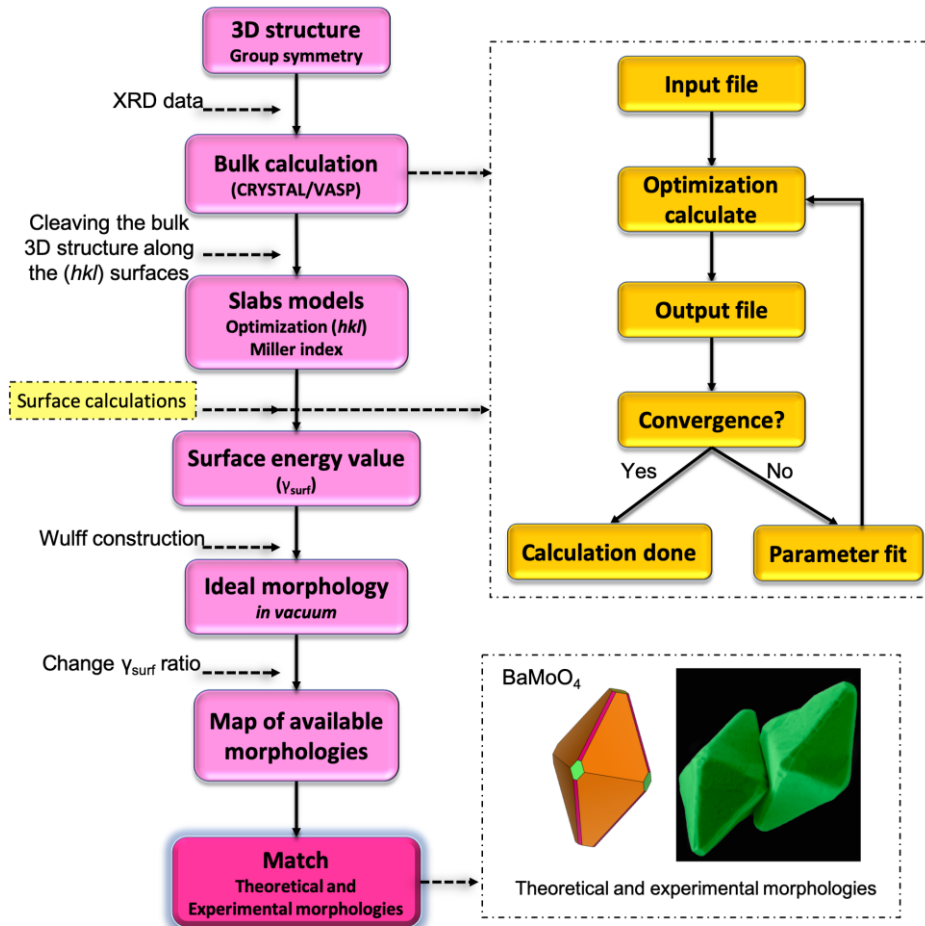 3D structure
Group symmetry
XRD data
Bulk calculation
(CRYSTAL/VASP)
Cleaving the bulk
3D structure along
the (hkl) surfaces
Slabs models
Optimization (hkl)
Miller index
Surface calculations
Surface energy value
(γsurf)
Wulff construction
Ideal morphology
in vacuum
Change γsurf ratio
Map of available
morphologies
Match
Theoretical and
Experimental morphologies
Input file
Optimization
calculate
Output file
Convergence?
Yes
No
Calculation done
Parameter fit
BaMoO4
Theoretical and experimental morphologies